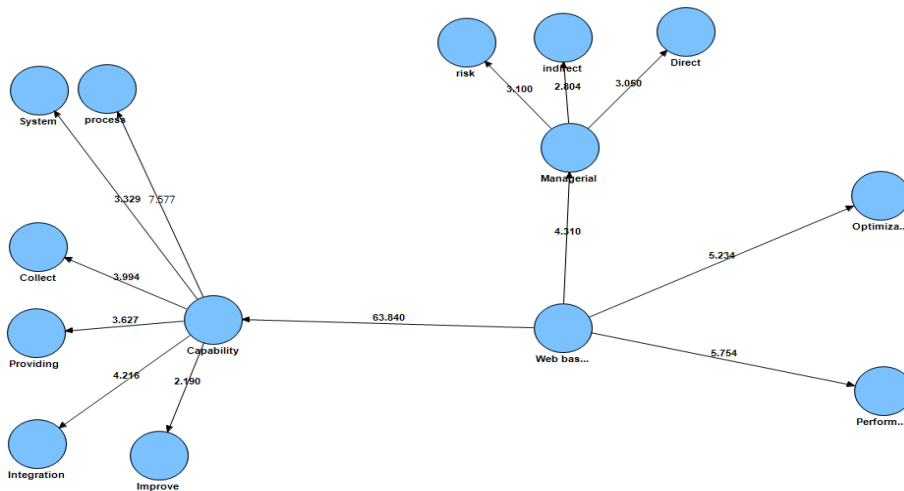 risk
indirect
Direct
3.100
2.804
3.050
System
process
Managerial
3.329
7.577
4.310
Optimiza...
5.234
Collect
3.994
3.627
63.840
Providing
Capability
Web bas...
4.216
2.190
5.754
Perform...
Integration
Improve